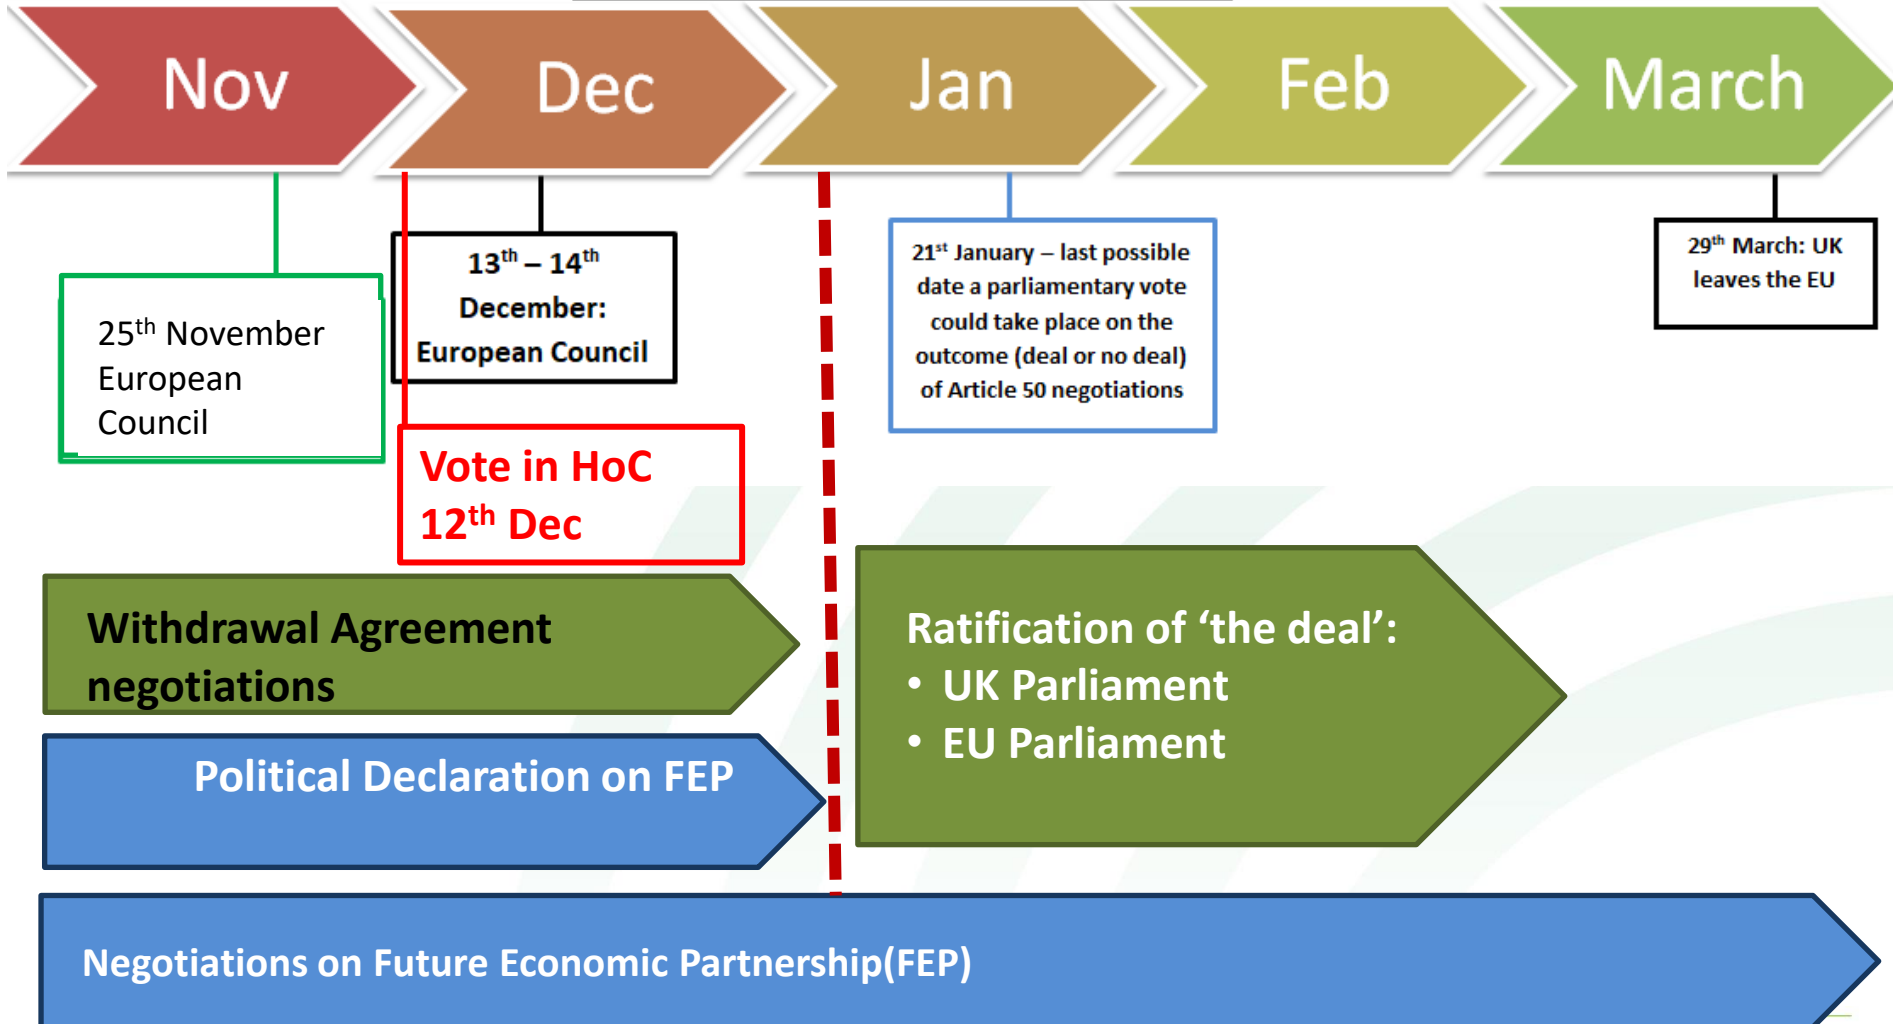 Nov
Dec
Jan
Feb
March
25th November
European
Council
13th – 14th
December:
European Council
Vote in HoC
12th Dec
21st January – last possible
date a parliamentary vote
could take place on the
outcome (deal or no deal)
of Article 50 negotiations
29th March: UK
leaves the EU
Withdrawal Agreement
negotiations
Political Declaration on FEP
Ratification of ‘the deal’:
• UK Parliament
• EU Parliament
Negotiations on Future Economic Partnership(FEP)